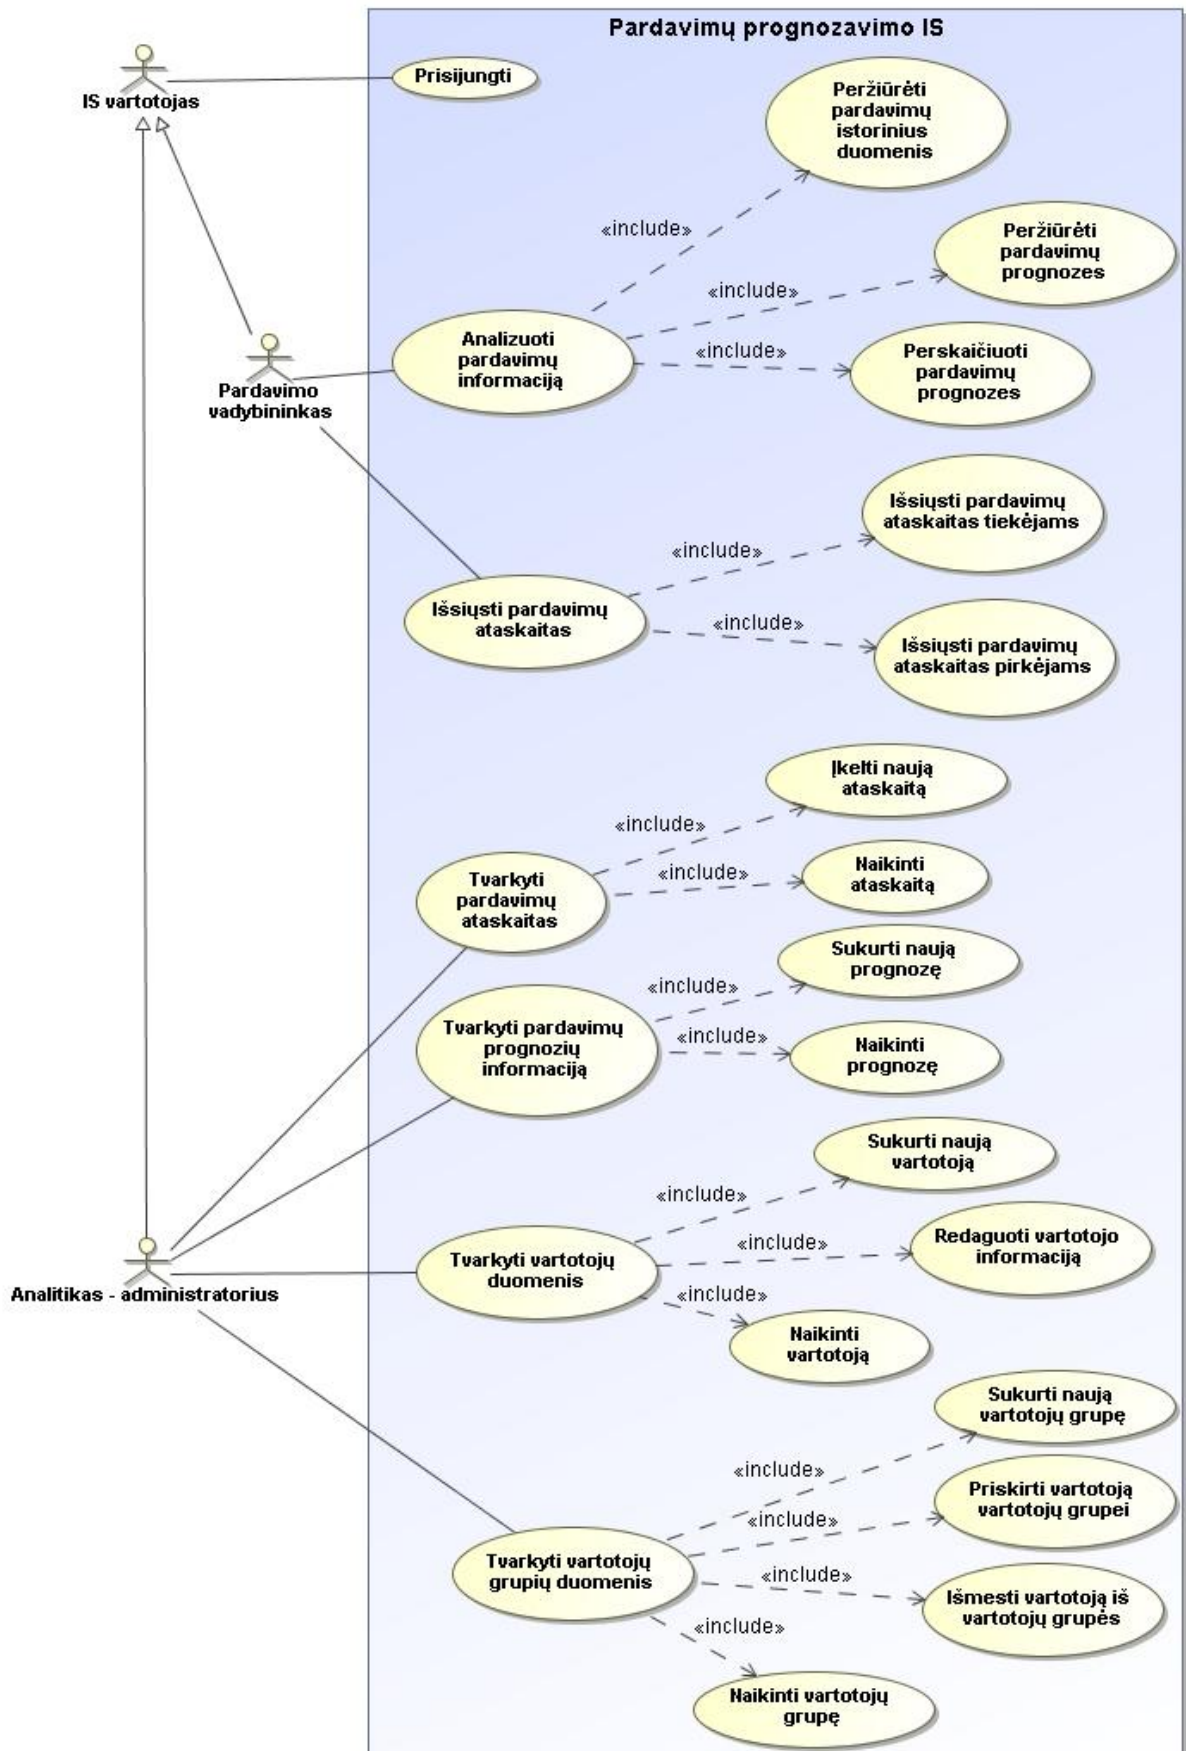 Pardavimų prognozavimo IS
IS vartotojas
Prisijungti
Peržiūrėti
pardavimų
istorinius
duomenis
«include»
Peržiūrėti
pardavimų
prognozes
«include»
Analizuoti
pardavimų
informaciją
«include»
Perskaičiuoti
pardavimų
prognozes
Pardavimo
vadybininkas
Išsiųsti pardavimų
ataskaitas tiekėjams
«include»
Išsiųsti pardavimų
ataskaitas
«include»
Išsiųsti pardavimų
ataskaitas pirkėjams
Įkelti naują
ataskaitą
«include»
Tvarkyti
pardavimų
ataskaitas
«include»
Naikinti
ataskaitą
Sukurti naują
prognozę
«include»
Tvarkyti pardavimų
prognozių
informaciją
«include»
Naikinti
prognozę
Sukurti naują
vartotoją
«include»
Analitikas - administratorius
Tvarkyti vartotojų
duomenis
«include»
Redaguoti vartotojo
informaciją
«include»
Naikinti
vartotoją
Sukurti naują
vartotojų grupę
«include»
Priskirti vartotoją
vartotojų grupei
«include»
Tvarkyti vartotojų
grupių duomenis
«include»
Išmesti vartotoją iš
vartotojų grupės
«include»
Naikinti vartotojų
grupę